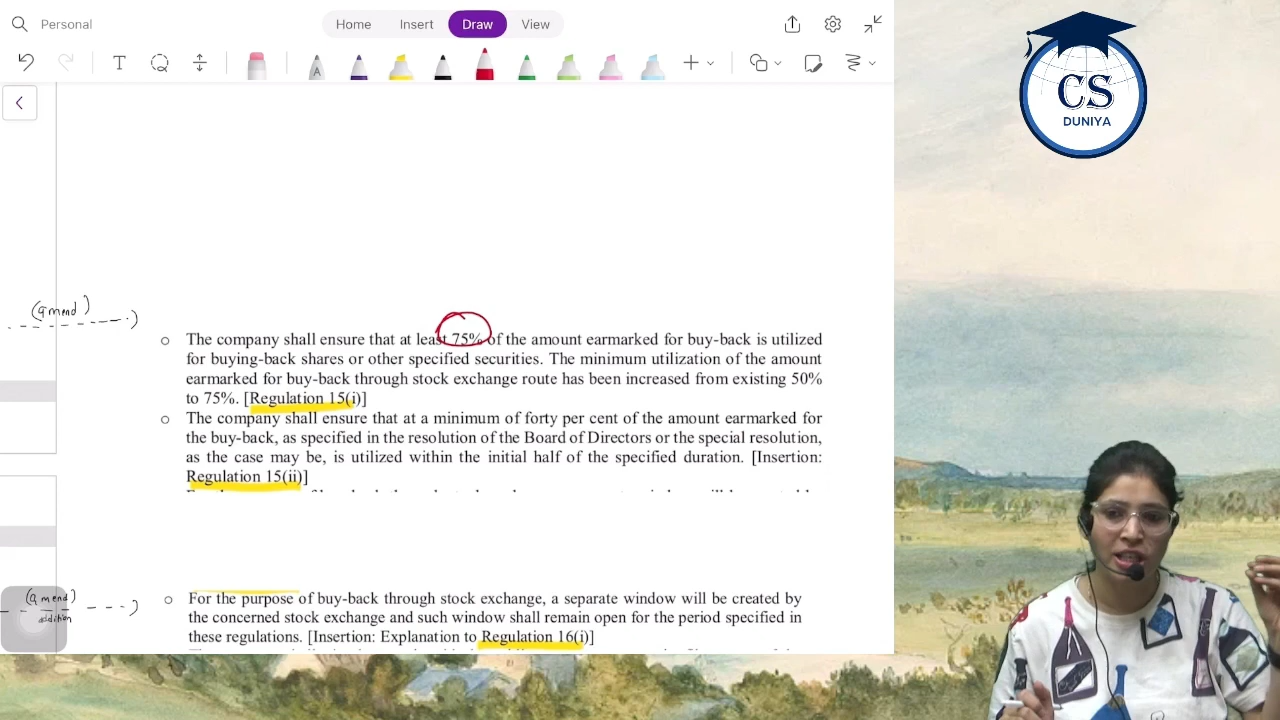 Personal
Home Insert Draw View
CS
DUNIYA
(amend)
The company shall ensure that at least 75% of the amount earmarked for buy-back is utilized
for buying-back shares or other specified securities. The minimum utilization of the amount
earmarked for buy-back through stock exchange route has been increased from existing 50%
to 75%. [Regulation 15(i)]
The company shall ensure that at a minimum of forty per cent of the amount earmarked for
the buy-back, as specified in the resolution of the Board of Directors or the special resolution,
as the case may be, is utilized within the initial half of the specified duration. [Insertion:
Regulation 15(ii)]
(amend)
addition
For the purpose of buy-back through stock exchange, a separate window will be created by
the concerned stock exchange and such window shall remain open for the period specified in
these regulations. [Insertion: Explanation to Regulation 16(i)]